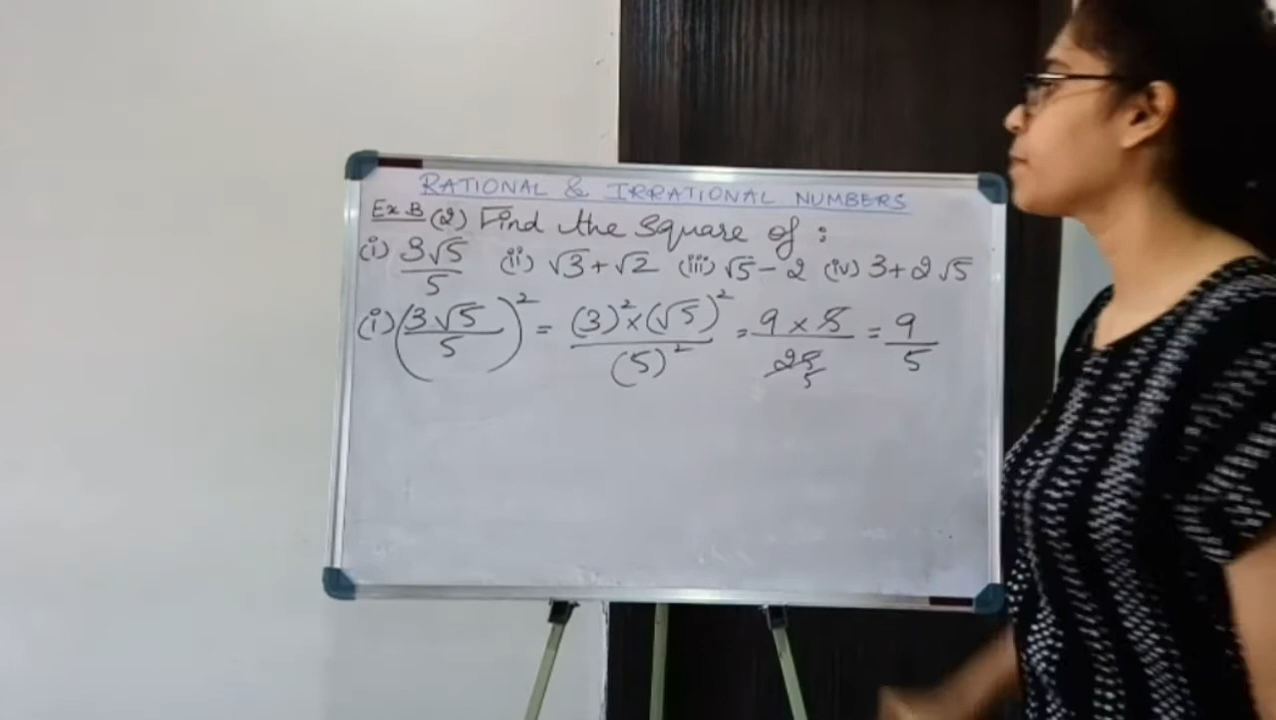 RATIONAL & IRRATIONAL NUMBERS
Ex B (2) Find the Square of :
(i) 3√5/5 (ii) √3+√2 (iii) √5-2 (iv) 3+2√5
(i) (3√5/5)² = (3)²×(√5)²/(5)² = 9×5/25 5 = 9/5